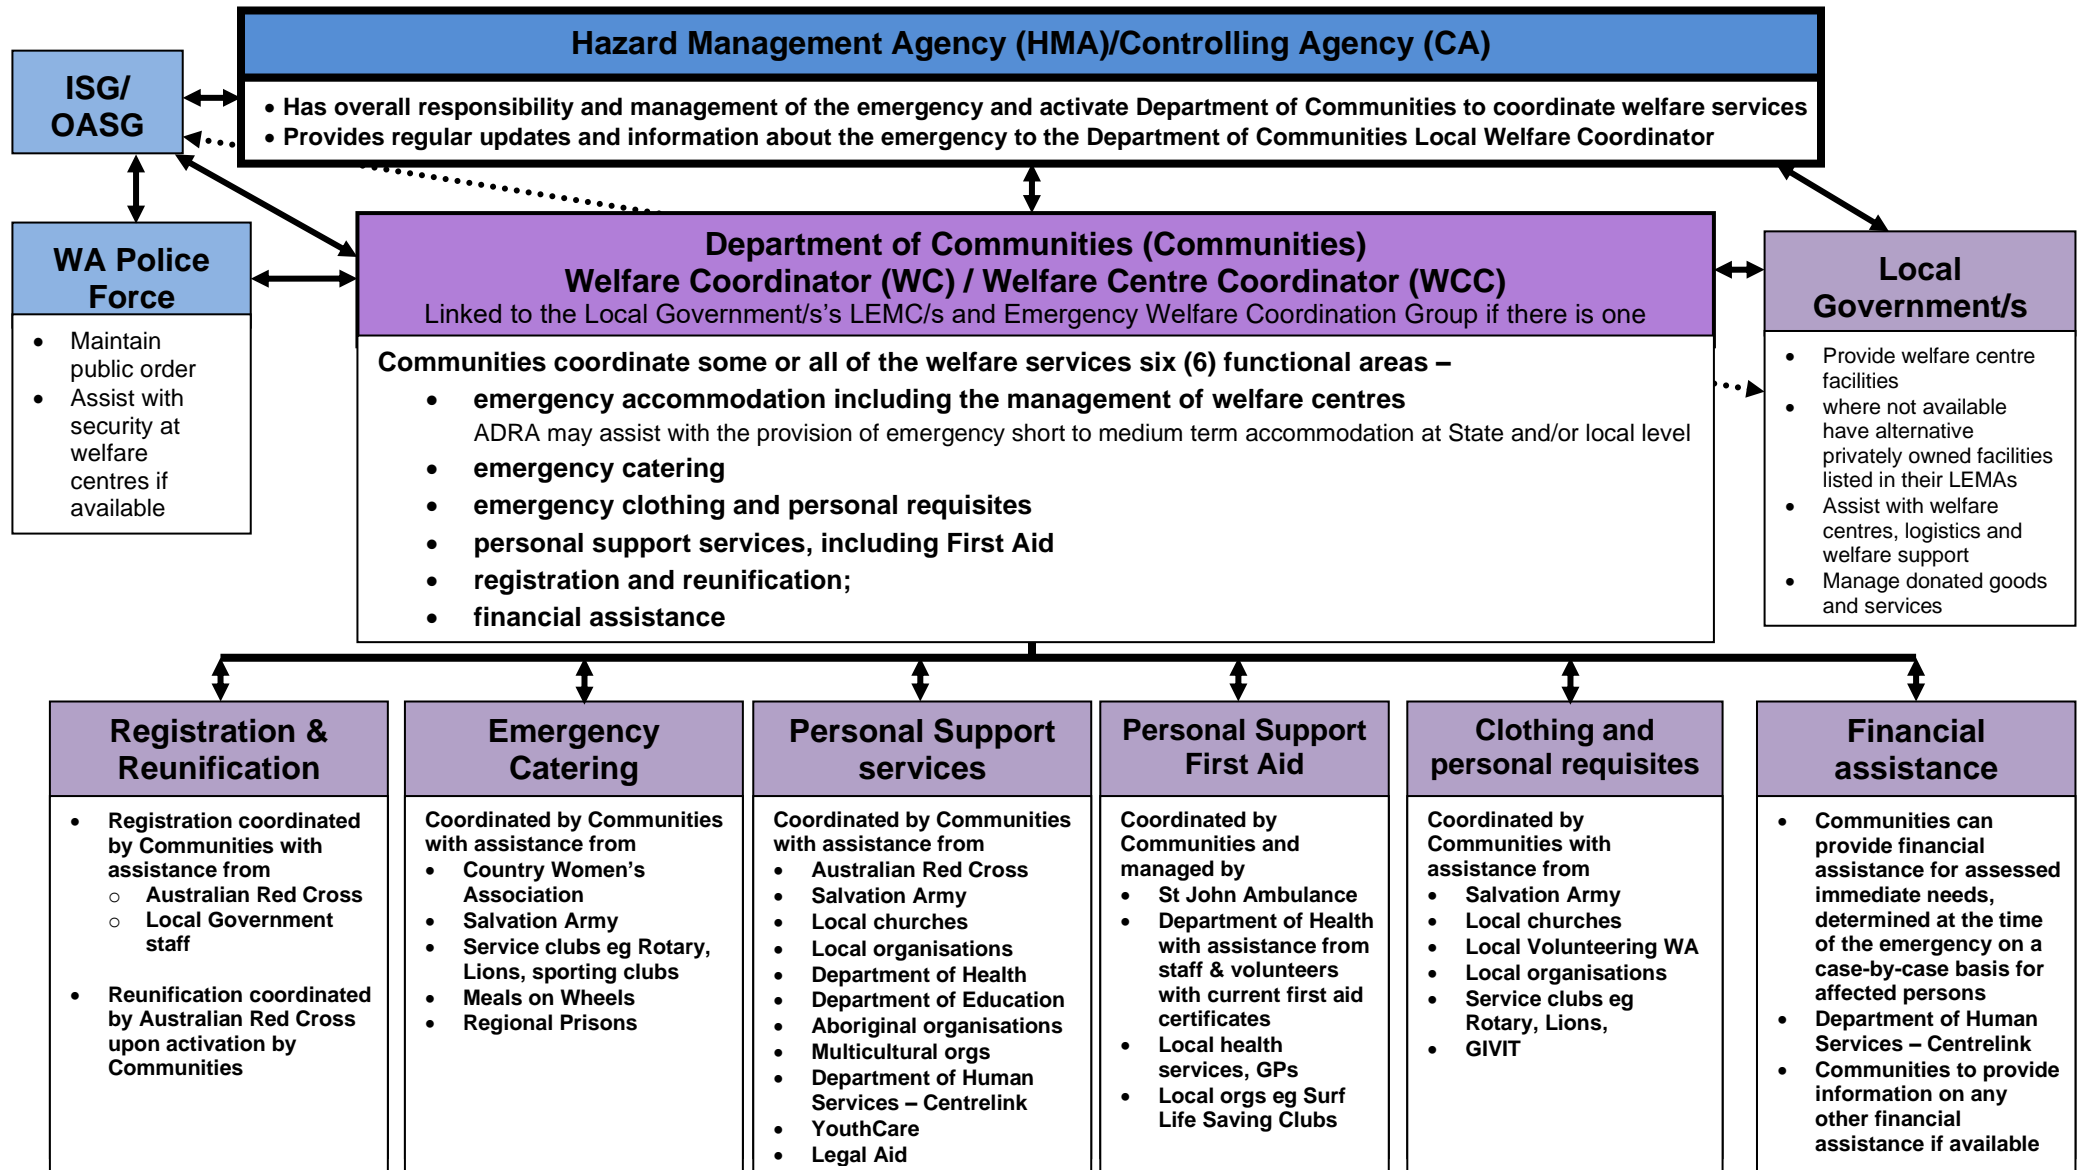 Hazard Management Agency (HMA)/Controlling Agency (CA)
• Has overall responsibility and management of the emergency and activate Department of Communities to coordinate welfare services
• Provides regular updates and information about the emergency to the Department of Communities Local Welfare Coordinator
ISG/
OASG
WA Police
Force
• Maintain
public order
• Assist with
security at
welfare
centres if
available
Department of Communities (Communities)
Welfare Coordinator (WC) / Welfare Centre Coordinator (WCC)
Linked to the Local Government/s's LEMC/s and Emergency Welfare Coordination Group if there is one
Communities coordinate some or all of the welfare services six (6) functional areas –
• emergency accommodation including the management of welfare centres
ADRA may assist with the provision of emergency short to medium term accommodation at State and/or local level
• emergency catering
• emergency clothing and personal requisites
• personal support services, including First Aid
• registration and reunification;
• financial assistance
Local
Government/s
• Provide welfare centre
facilities
• where not available
have alternative
privately owned facilities
listed in their LEMAs
• Assist with welfare
centres, logistics and
welfare support
• Manage donated goods
and services
Registration &
Reunification
• Registration coordinated
by Communities with
assistance from
o Australian Red Cross
o Local Government
staff
• Reunification coordinated
by Australian Red Cross
upon activation by
Communities
Emergency
Catering
Coordinated by Communities
with assistance from
• Country Women’s
Association
• Salvation Army
• Service clubs eg Rotary,
Lions, sporting clubs
• Meals on Wheels
• Regional Prisons
Personal Support
services
Coordinated by Communities
with assistance from
• Australian Red Cross
• Salvation Army
• Local churches
• Local organisations
• Department of Health
• Department of Education
• Aboriginal organisations
• Multicultural orgs
• Department of Human
Services – Centrelink
• YouthCare
• Legal Aid
Personal Support
First Aid
Coordinated by
Communities and
managed by
• St John Ambulance
• Department of Health
with assistance from
staff & volunteers
with current first aid
certificates
• Local health
services, GPs
• Local orgs eg Surf
Life Saving Clubs
Clothing and
personal requisites
Coordinated by
Communities with
assistance from
• Salvation Army
• Local churches
• Local Volunteering WA
• Local organisations
• Service clubs eg
Rotary, Lions,
• GIVIT
Financial
assistance
• Communities can
provide financial
assistance for assessed
immediate needs,
determined at the time
of the emergency on a
case-by-case basis for
affected persons
• Department of Human
Services – Centrelink
• Communities to provide
information on any
other financial
assistance if available